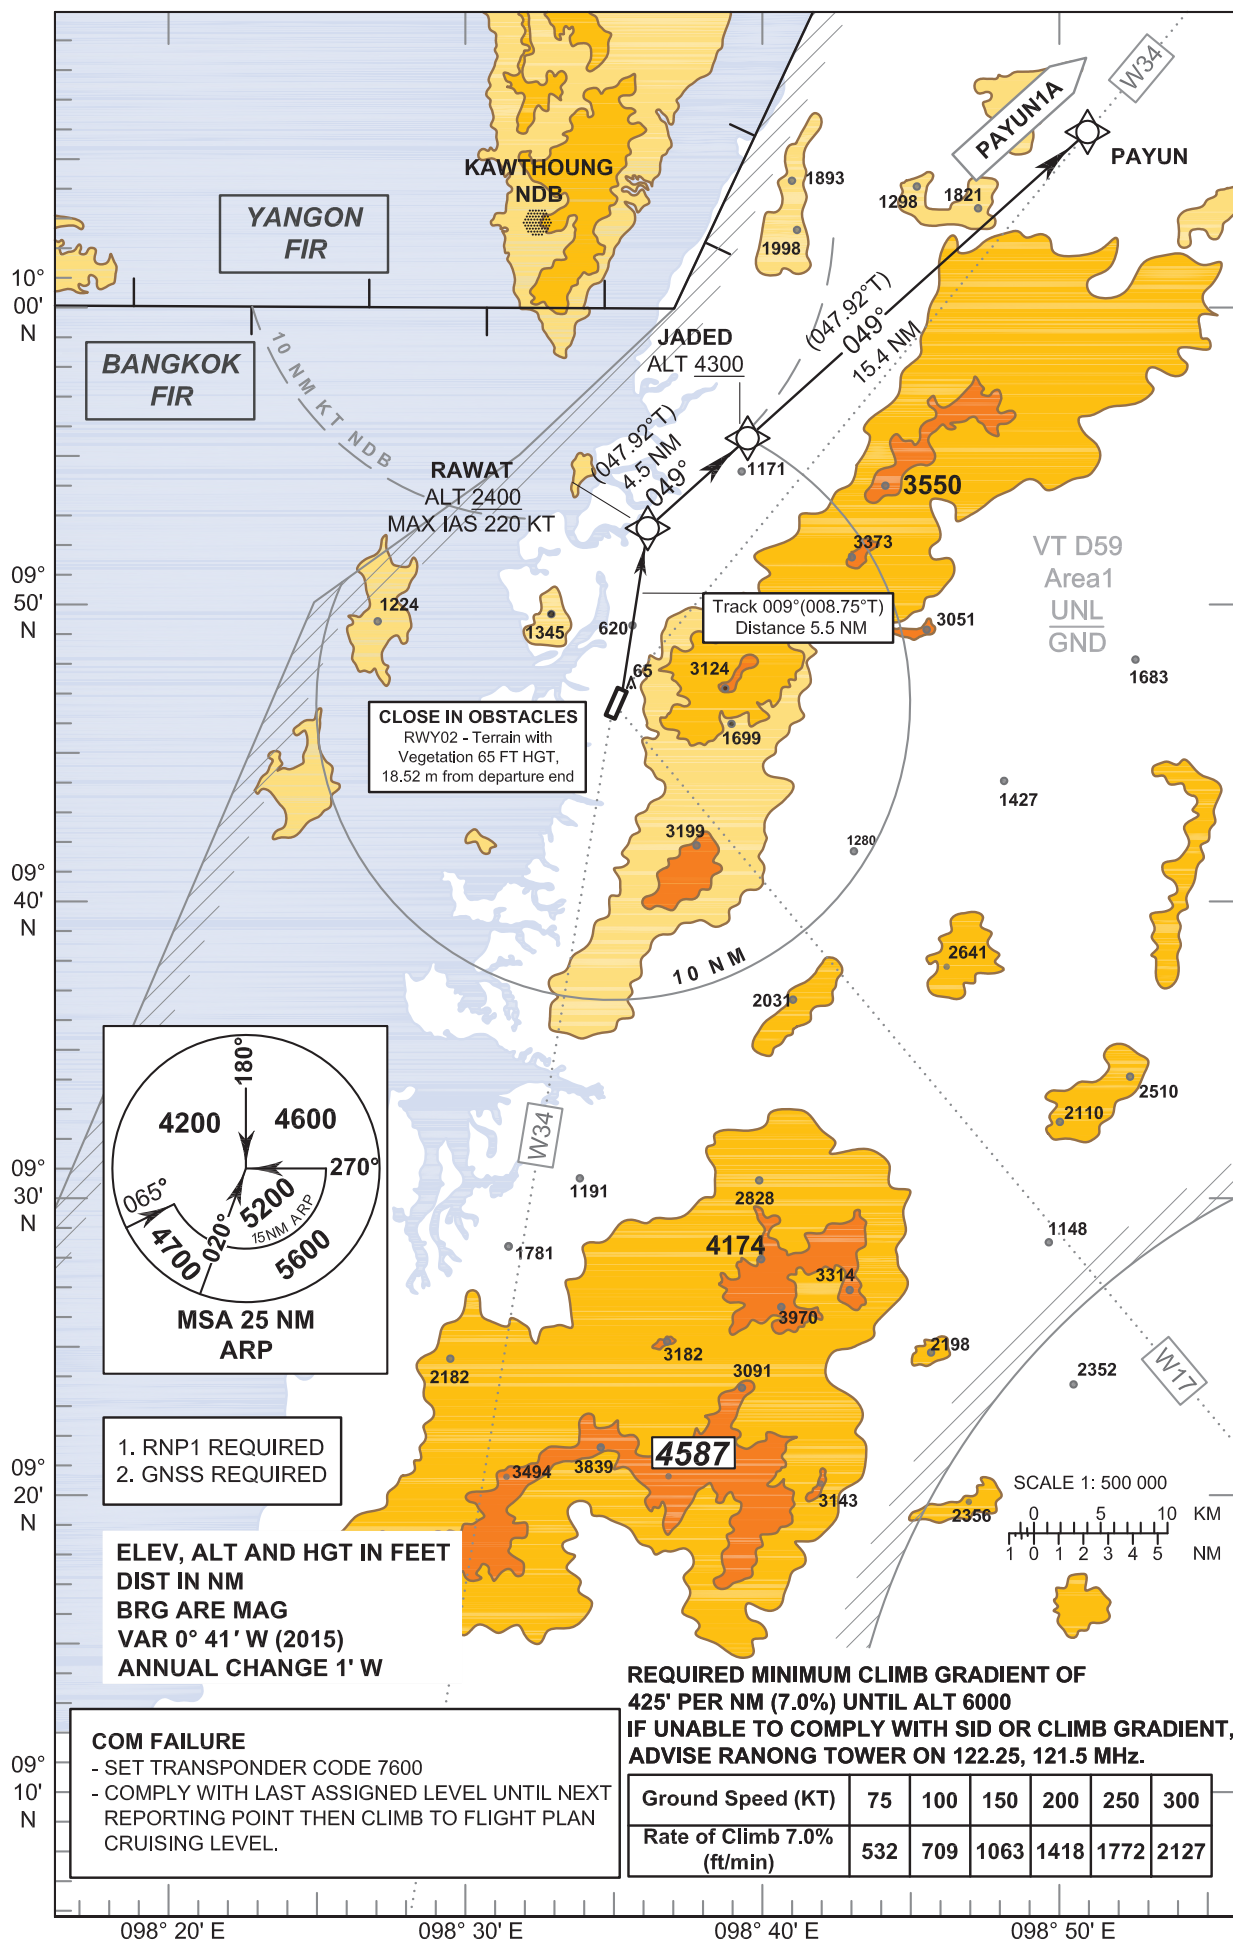 W34
PAYUN1A
PAYUN
KAWTHOUNG
NDB
1893
1298
1821
1998
YANGON
FIR
10°
00'
N
BANGKOK
FIR
10 NM KT NDB
JADED
ALT 4300
(047.92°T)
049°
15.4 NM
(047.92°T)
4.5 NM
049°
1171
RAWAT
ALT 2400
MAX IAS 220 KT
3550
3373
VT D59
Area1
UNL
GND
09°
50'
N
1224
1345
620
Track 009°(008.75°T)
Distance 5.5 NM
3051
3124
65
1683
CLOSE IN OBSTACLES
RWY02 - Terrain with
Vegetation 65 FT HGT,
18.52 m from departure end
1699
1427
3199
1280
09°
40'
N
2641
10 NM
2031
2510
2110
180°
4200
4600
270°
065°
020°
5200
15NM ARP
4700
5600
MSA 25 NM
ARP
W34
09°
30'
N
1191
2828
1148
1781
4174
3314
3970
3182
2182
3091
2198
2352
W17
1. RNP1 REQUIRED
2. GNSS REQUIRED
4587
3494
3839
3143
09°
20'
N
2356
SCALE 1: 500 000
0 5 10 KM
1 0 1 2 3 4 5 NM
ELEV, ALT AND HGT IN FEET
DIST IN NM
BRG ARE MAG
VAR 0° 41' W (2015)
ANNUAL CHANGE 1' W
REQUIRED MINIMUM CLIMB GRADIENT OF
425' PER NM (7.0%) UNTIL ALT 6000
IF UNABLE TO COMPLY WITH SID OR CLIMB GRADIENT,
ADVISE RANONG TOWER ON 122.25, 121.5 MHz.
COM FAILURE
- SET TRANSPONDER CODE 7600
- COMPLY WITH LAST ASSIGNED LEVEL UNTIL NEXT
REPORTING POINT THEN CLIMB TO FLIGHT PLAN
CRUISING LEVEL.
09°
10'
N
Ground Speed (KT) 75 100 150 200 250 300
Rate of Climb 7.0%
(ft/min) 532 709 1063 1418 1772 2127
098° 20' E 098° 30' E 098° 40' E 098° 50' E